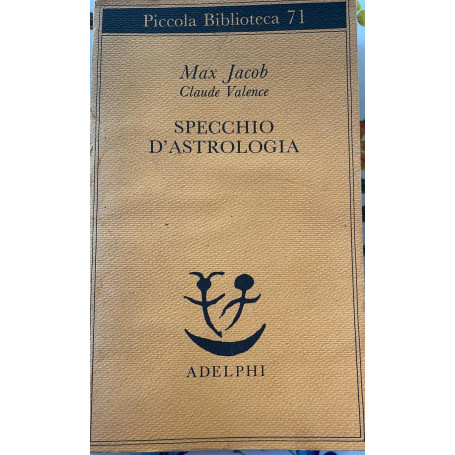 Piccola Biblioteca 71
Max Jacob
Claude Valence
SPECCHIO
D'ASTROLOGIA
ADELPHI